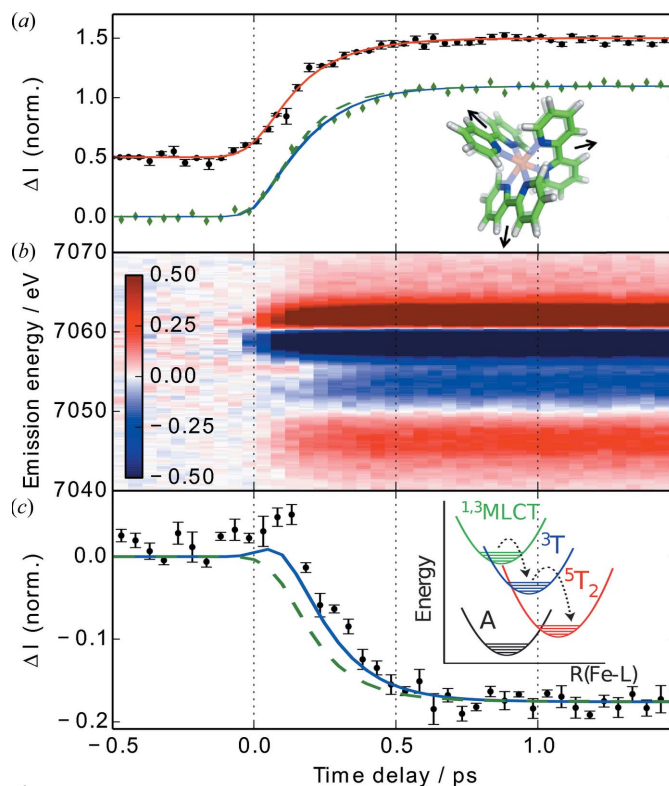 (a)
1.5
1.0
0.5
0.0
ΔI (norm.)
(b)
7070
7060
7050
7040
Emission energy / eV
0.50
0.25
0.00
−0.25
−0.50
(c)
0.0
−0.1
−0.2
ΔI (norm.)
1,3MLCT
3T
5T2
A
Energy
R(Fe-L)
−0.5
0.0
0.5
1.0
Time delay / ps